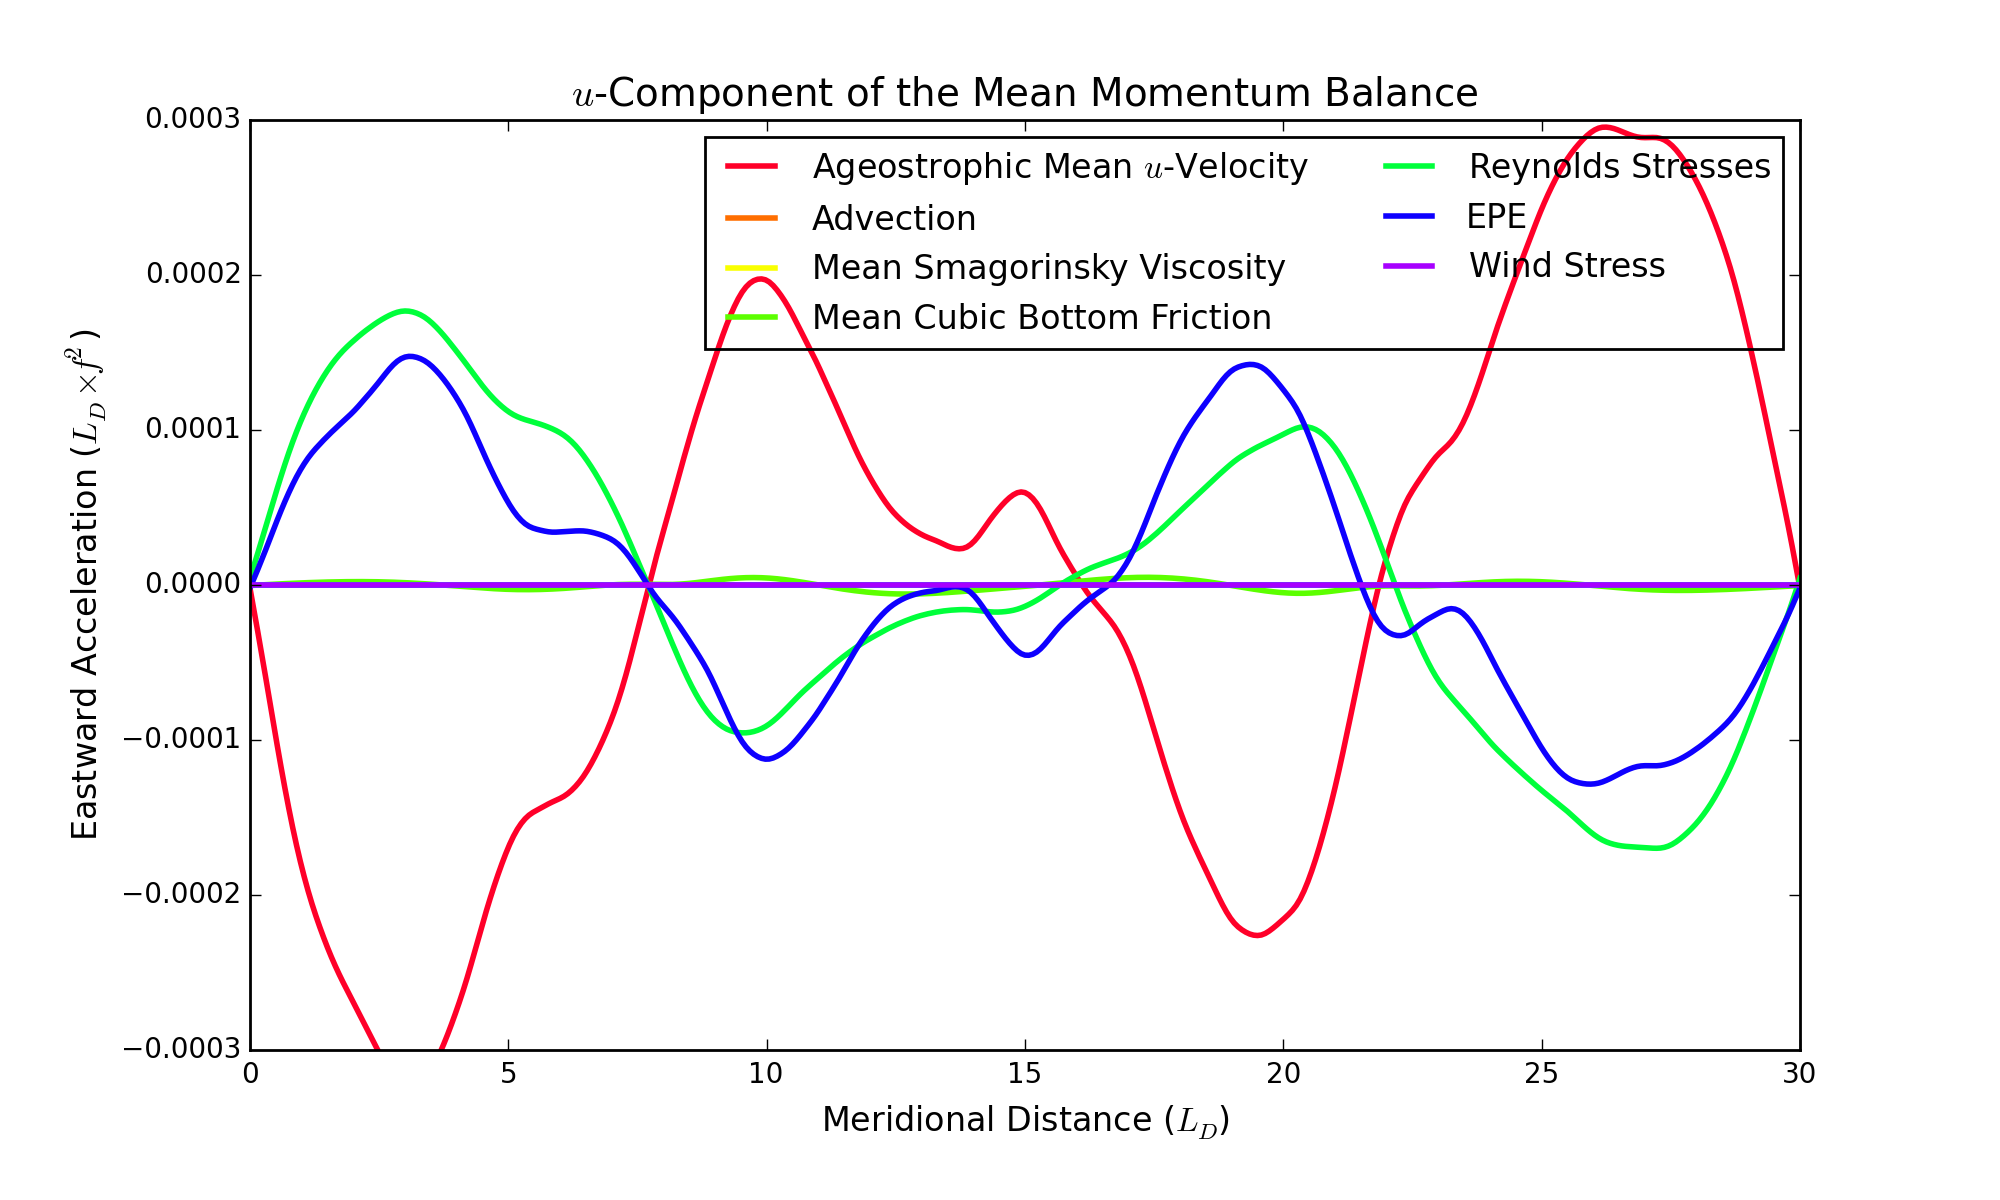 u-Component of the Mean Momentum Balance
Ageostrophic Mean u-Velocity
Advection
Mean Smagorinsky Viscosity
Mean Cubic Bottom Friction
Reynolds Stresses
EPE
Wind Stress
Eastward Acceleration (L_D × f²)
0.0003
0.0002
0.0001
0.0000
−0.0001
−0.0002
−0.0003
0 5 10 15 20 25 30
Meridional Distance (L_D)